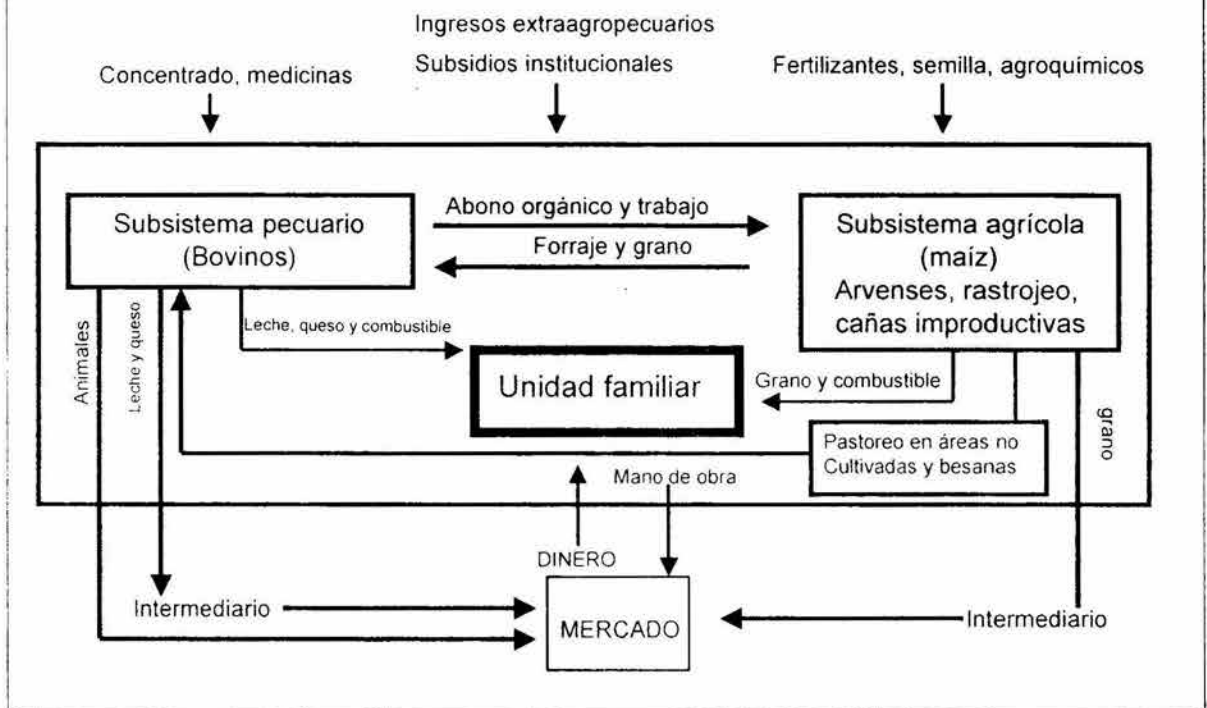 Ingresos extraagropecuarios
Subsidios institucionales
Concentrado, medicinas
Fertilizantes, semilla, agroquímicos
Subsistema pecuario
(Bovinos)
Abono orgánico y trabajo
Forraje y grano
Subsistema agrícola
(maíz)
Arvenses, rastrojeo,
cañas improductivas
Animales
Leche y queso
Leche, queso y combustible
Unidad familiar
Grano y combustible
grano
Pastoreo en áreas no
Cultivadas y besanas
Mano de obra
DINERO
Intermediario
MERCADO
Intermediario